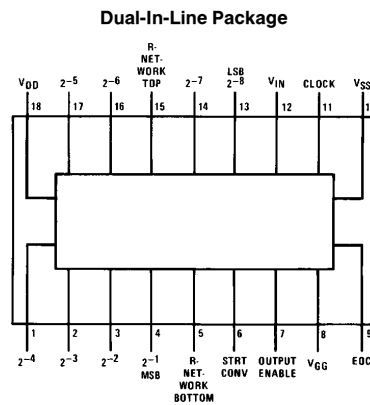 Dual-In-Line Package
R-
NET-
WORK
TOP
LSB
VDD 2-5 2-6 2-7 2-8 VIN CLOCK VSS
18 17 16 15 14 13 12 11 1
1 2 3 4 5 6 7 8 9
2-4 2-3 2-2 2-1 R- STRT OUTPUT VGG EOC
MSB NET- CONV ENABLE
WORK
BOTTOM